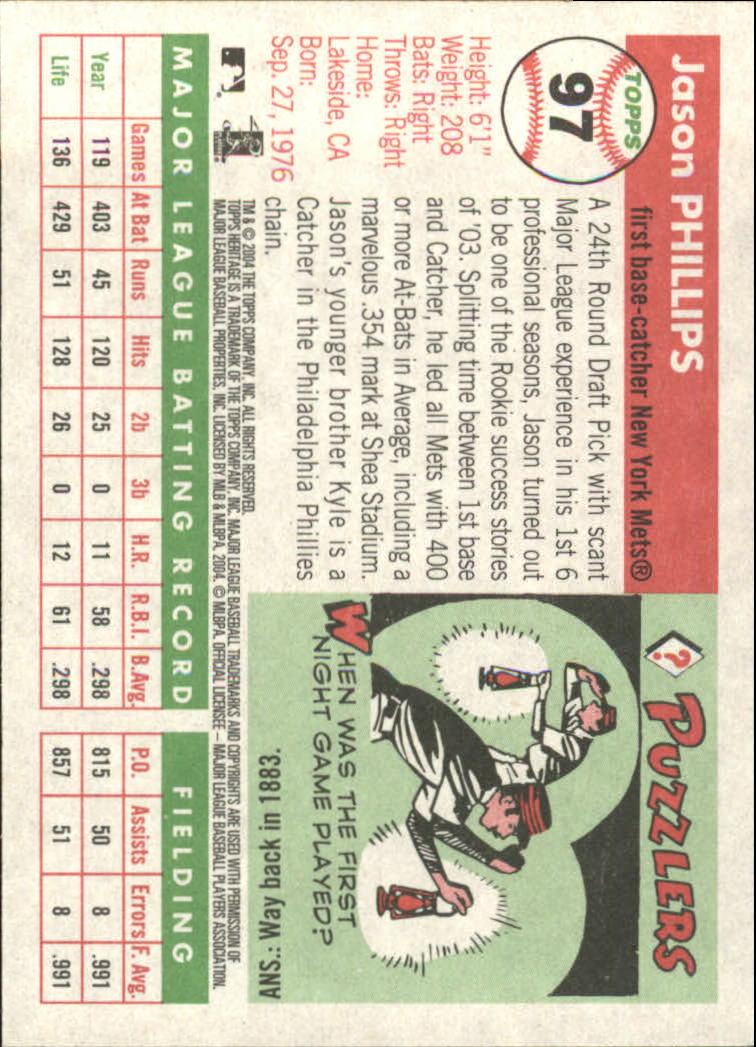 Jason PHILLIPS
first base-catcher New York Mets®
TOPPS
97
Height: 6'1"
Weight: 208
Bats: Right
Throws: Right
Home:
Lakeside, CA
Born:
Sep. 27, 1976
A 24th Round Draft Pick with scant
Major League experience in his 1st 6
professional seasons, Jason turned out
to be one of the Rookie success stories
of '03. Splitting time between 1st base
and Catcher, he led all Mets with 400
or more At-Bats in Average, including a
marvelous .354 mark at Shea Stadium.
Jason's younger brother Kyle is a
Catcher in the Philadelphia Phillies
chain.
? PUZZLERS
WHEN WAS THE FIRST
NIGHT GAME PLAYED?
ANS.: Way back in 1883.
TM & © 2004 THE TOPPS COMPANY, INC. ALL RIGHTS RESERVED.
TOPPS HERITAGE IS A TRADEMARK OF THE TOPPS COMPANY, INC. MAJOR LEAGUE BASEBALL TRADEMARKS AND COPYRIGHTS ARE USED WITH PERMISSION OF
MAJOR LEAGUE BASEBALL PROPERTIES, INC. LICENSED BY MLB & MLBPA, 2004. © MLBPA. OFFICIAL LICENSEE – MAJOR LEAGUE BASEBALL PLAYERS ASSOCIATION.
MAJOR LEAGUE BATTING RECORD FIELDING
Games At Bat Runs Hits 2b 3b H.R. R.B.I. B.Avg. P.O. Assists Errors F. Avg.
Year 119 403 45 120 25 0 11 58 .298 815 50 8 .991
Life 136 429 51 128 26 0 12 61 .298 857 51 8 .991